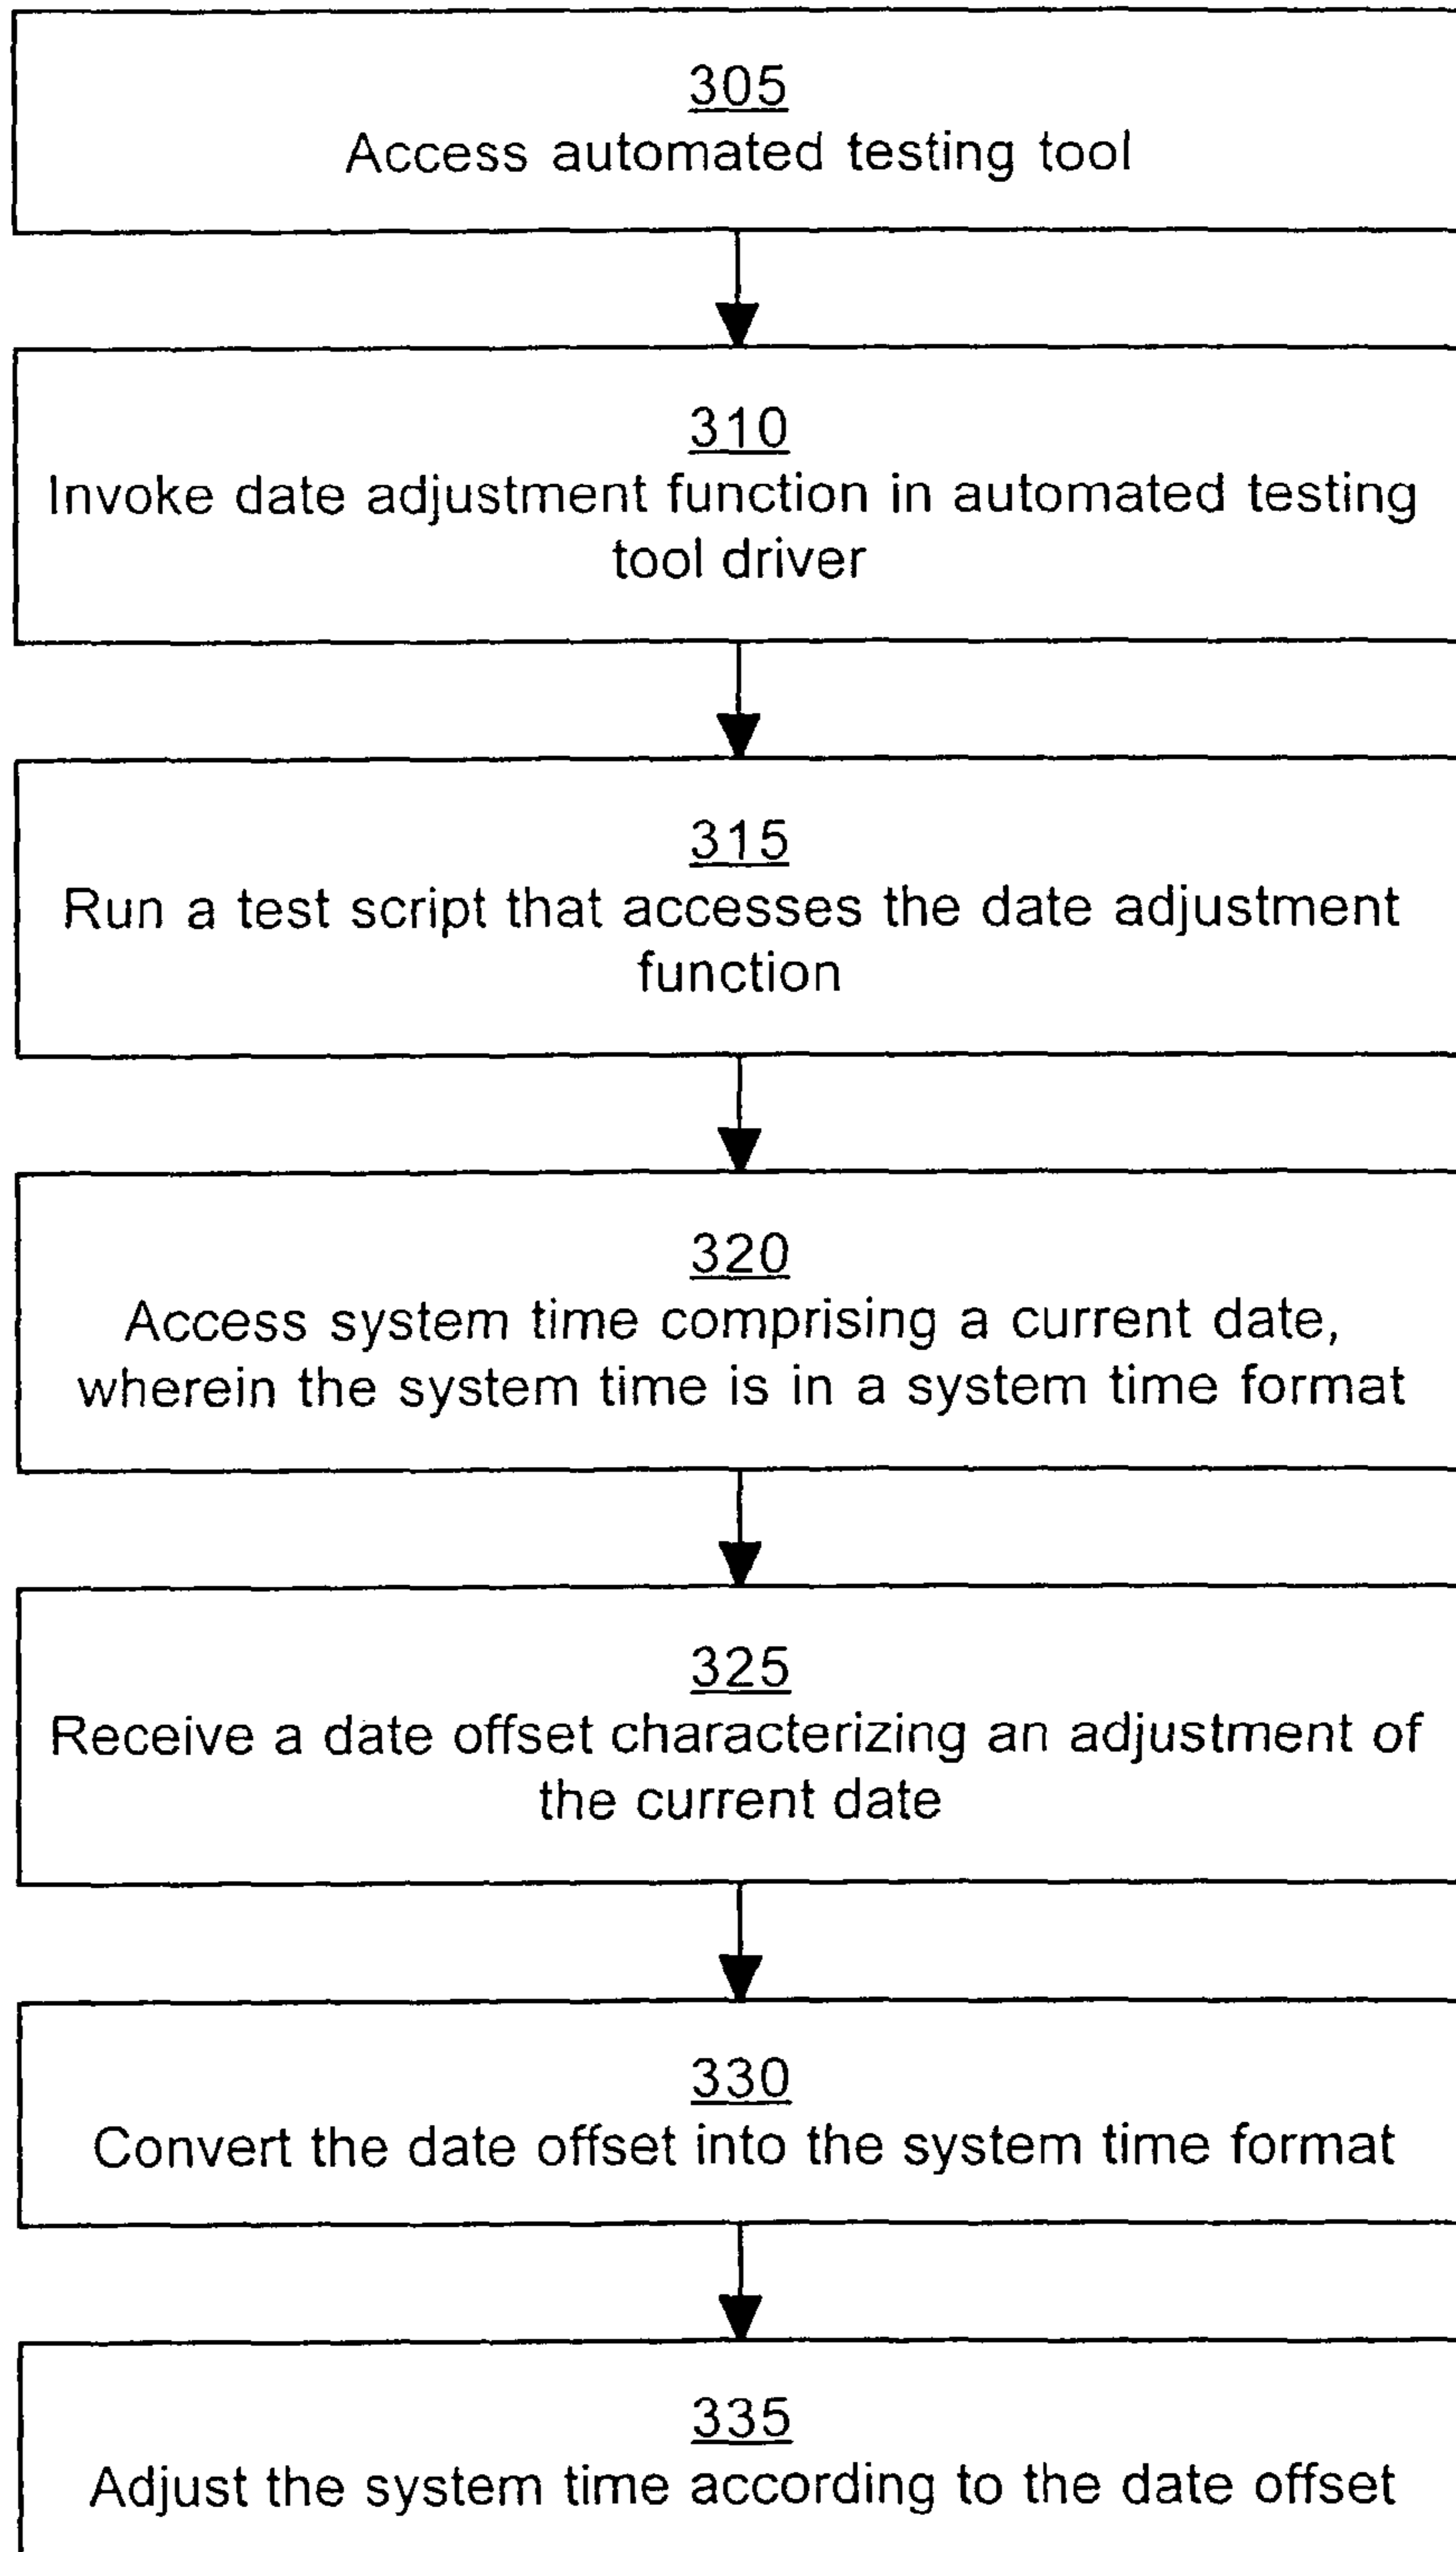 305
Access automated testing tool
310
Invoke date adjustment function in automated testing
tool driver
315
Run a test script that accesses the date adjustment
function
320
Access system time comprising a current date,
wherein the system time is in a system time format
325
Receive a date offset characterizing an adjustment of
the current date
330
Convert the date offset into the system time format
335
Adjust the system time according to the date offset